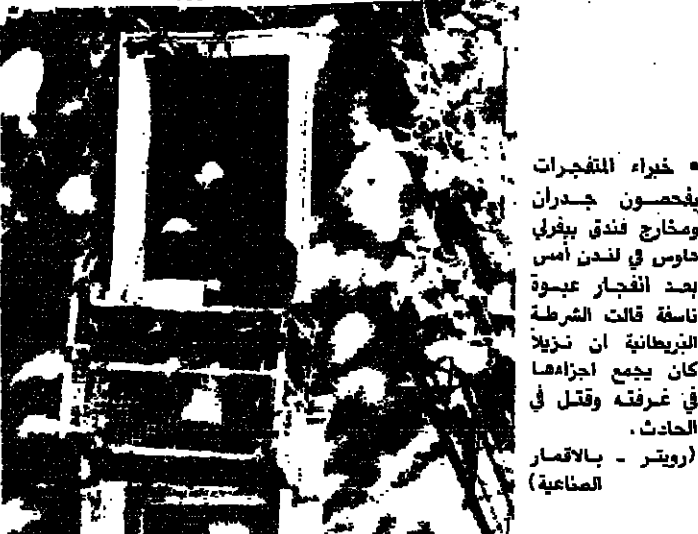 ■ خبراء المتفجرات
يفحصون جدران
ومخارج فندق بيفرلي
هاوس في لندن أمس
بعد انفجار عبوة
ناسفة قالت الشرطة
البريطانية ان نزيلاً
كان يجمع اجزاءها
في غرفته وقتل في
الحادث.
(رويتر - بالاقمار
الصناعية)